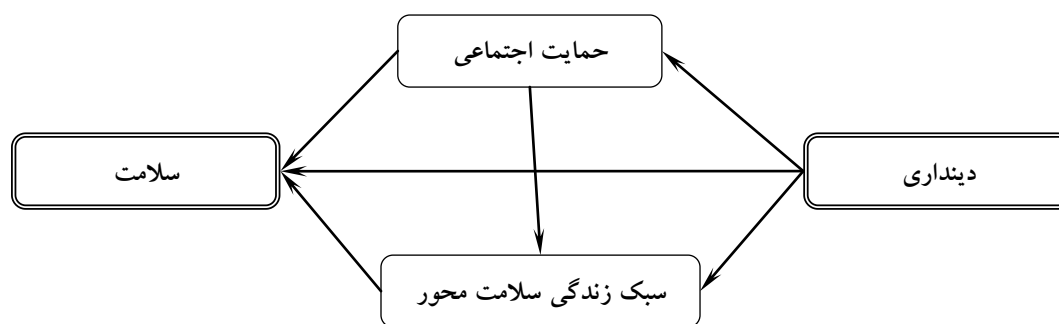 حمایت اجتماعی
دینداری
سلامت
سبک زندگی سلامت محور